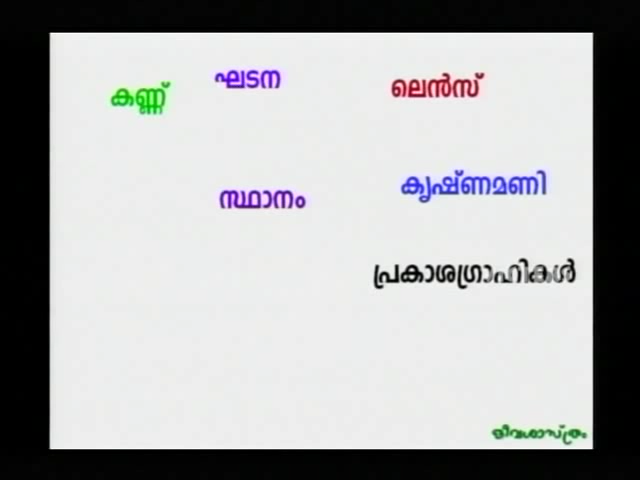 കണ്ണ്
ഘടന
ലെൻസ്
സ്ഥാനം
കൃഷ്ണമണി
പ്രകാശഗ്രാഹികൾ
ജീവശാസ്ത്രം